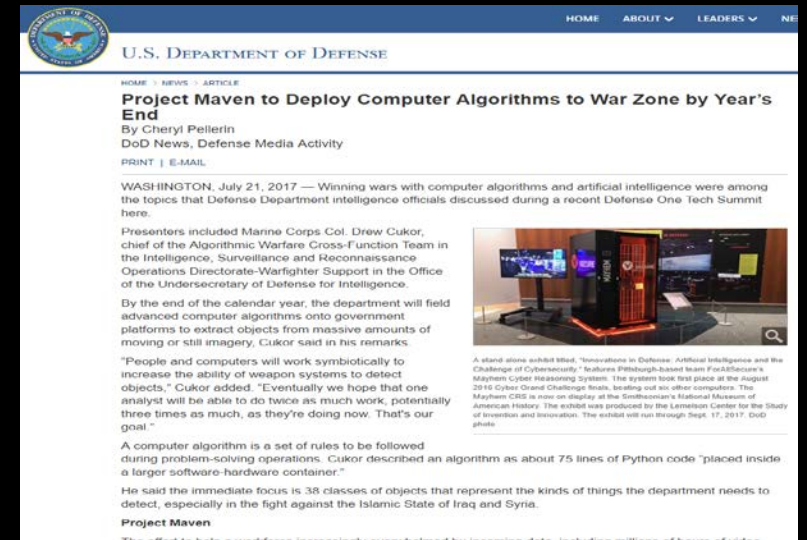 HOME ABOUT LEADERS NE
U.S. DEPARTMENT OF DEFENSE
HOME > NEWS > ARTICLE
Project Maven to Deploy Computer Algorithms to War Zone by Year's
End
By Cheryl Pellerin
DoD News, Defense Media Activity
PRINT | E-MAIL
WASHINGTON, July 21, 2017 — Winning wars with computer algorithms and artificial intelligence were among
the topics that Defense Department intelligence officials discussed during a recent Defense One Tech Summit
here.
Presenters included Marine Corps Col. Drew Cukor,
chief of the Algorithmic Warfare Cross-Function Team in
the Intelligence, Surveillance and Reconnaissance
Operations Directorate-Warfighter Support in the Office
of the Undersecretary of Defense for Intelligence.
By the end of the calendar year, the department will field
advanced computer algorithms onto government
platforms to extract objects from massive amounts of
moving or still imagery, Cukor said in his remarks.
"People and computers will work symbiotically to
increase the ability of weapon systems to detect
objects," Cukor added. "Eventually we hope that one
analyst will be able to do twice as much work, potentially
three times as much, as they're doing now. That's our
goal."
MAYHEM
A stand alone exhibit titled, "Innovations in Defense: Artificial Intelligence and the
Challenge of Cybersecurity," features Pittsburgh-based team ForAllSecure's
Mayhem Cyber Reasoning System. The system took first place at the August
2016 Cyber Grand Challenge finals, beating out six other computers. The
Mayhem CRS is now on display at the Smithsonian's National Museum of
American History. The exhibit was produced by the Lemelson Center for the Study
of Invention and Innovation. The exhibit will run through Sept. 17, 2017. DoD
photo
A computer algorithm is a set of rules to be followed
during problem-solving operations. Cukor described an algorithm as about 75 lines of Python code "placed inside
a larger software-hardware container."
He said the immediate focus is 38 classes of objects that represent the kinds of things the department needs to
detect, especially in the fight against the Islamic State of Iraq and Syria.
Project Maven